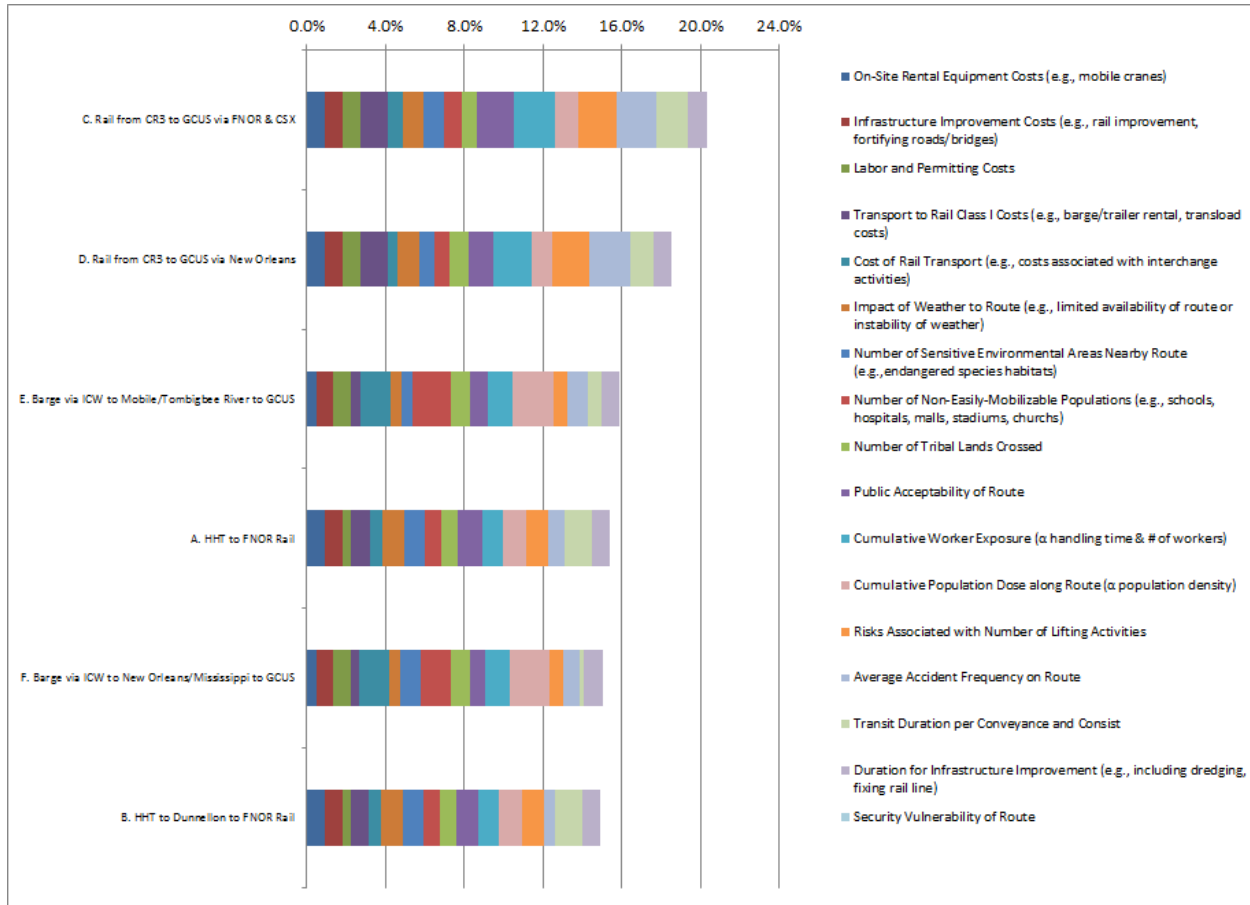 0.0% 4.0% 8.0% 12.0% 16.0% 20.0% 24.0%
C. Rail from CR3 to GCUS via FNOR & CSX
D. Rail from CR3 to GCUS via New Orleans
E. Barge via ICW to Mobile/Tombigbee River to GCUS
A. HHT to FNOR Rail
F. Barge via ICW to New Orleans/Mississippi to GCUS
B. HHT to Dunnellon to FNOR Rail
On-Site Rental Equipment Costs (e.g., mobile cranes)
Infrastructure Improvement Costs (e.g., rail improvement,
fortifying roads/bridges)
Labor and Permitting Costs
Transport to Rail Class I Costs (e.g., barge/trailer rental, transload
costs)
Cost of Rail Transport (e.g., costs associated with interchange
activities)
Impact of Weather to Route (e.g., limited availability of route or
instability of weather)
Number of Sensitive Environmental Areas Nearby Route
(e.g.,endangered species habitats)
Number of Non-Easily-Mobilizable Populations (e.g., schools,
hospitals, malls, stadiums, churchs)
Number of Tribal Lands Crossed
Public Acceptability of Route
Cumulative Worker Exposure (α handling time & # of workers)
Cumulative Population Dose along Route (α population density)
Risks Associated with Number of Lifting Activities
Average Accident Frequency on Route
Transit Duration per Conveyance and Consist
Duration for Infrastructure Improvement (e.g., including dredging,
fixing rail line)
Security Vulnerability of Route